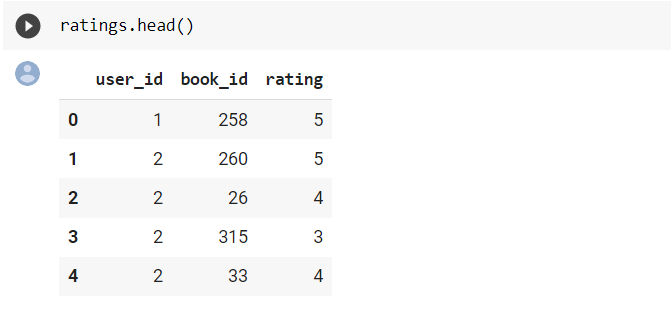 ratings.head()
user_id book_id rating
0 1 258 5
1 2 260 5
2 2 26 4
3 2 315 3
4 2 33 4